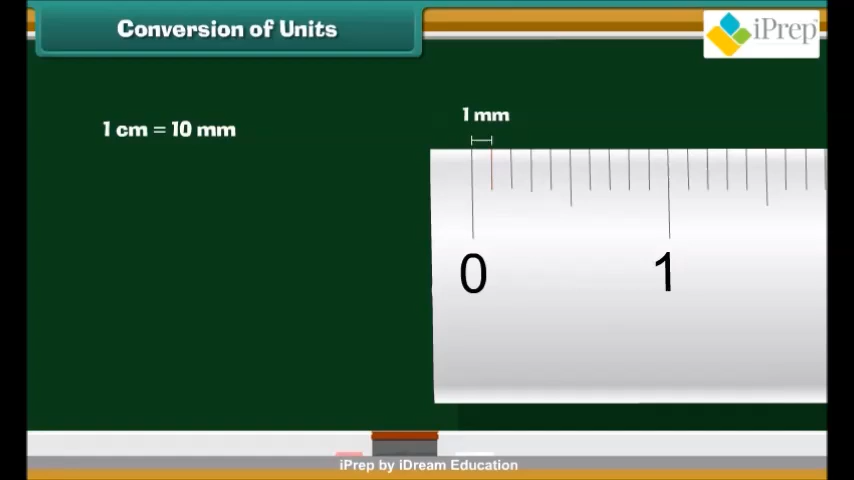 Conversion of Units
iPrep
1 cm = 10 mm
1 mm
0 1
iPrep by iDream Education